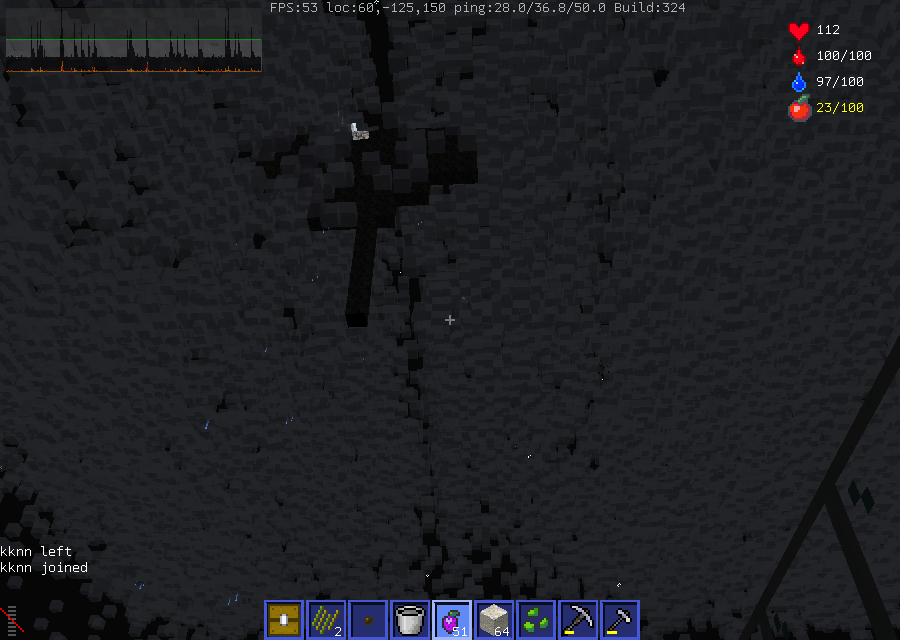 FPS:53 loc:60,-125,150 ping:28.0/36.8/50.0 Build:324
112
100/100
97/100
23/100
kknn left
kknn joined
2
51
64